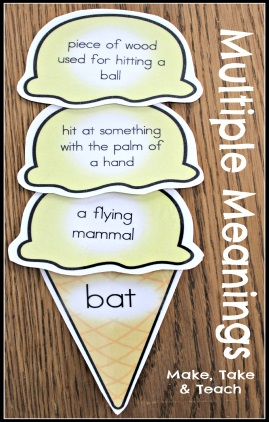 piece of wood
used for hitting a
ball
hit at something
with the palm of
a hand
a flying
mammal
bat
Multiple Meanings
Make, Take
& Teach